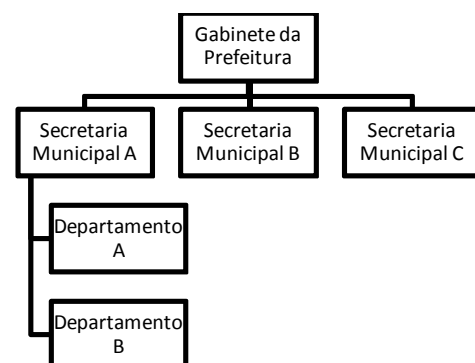 Gabinete da
Prefeitura
Secretaria
Municipal A
Secretaria
Municipal B
Secretaria
Municipal C
Departamento
A
Departamento
B